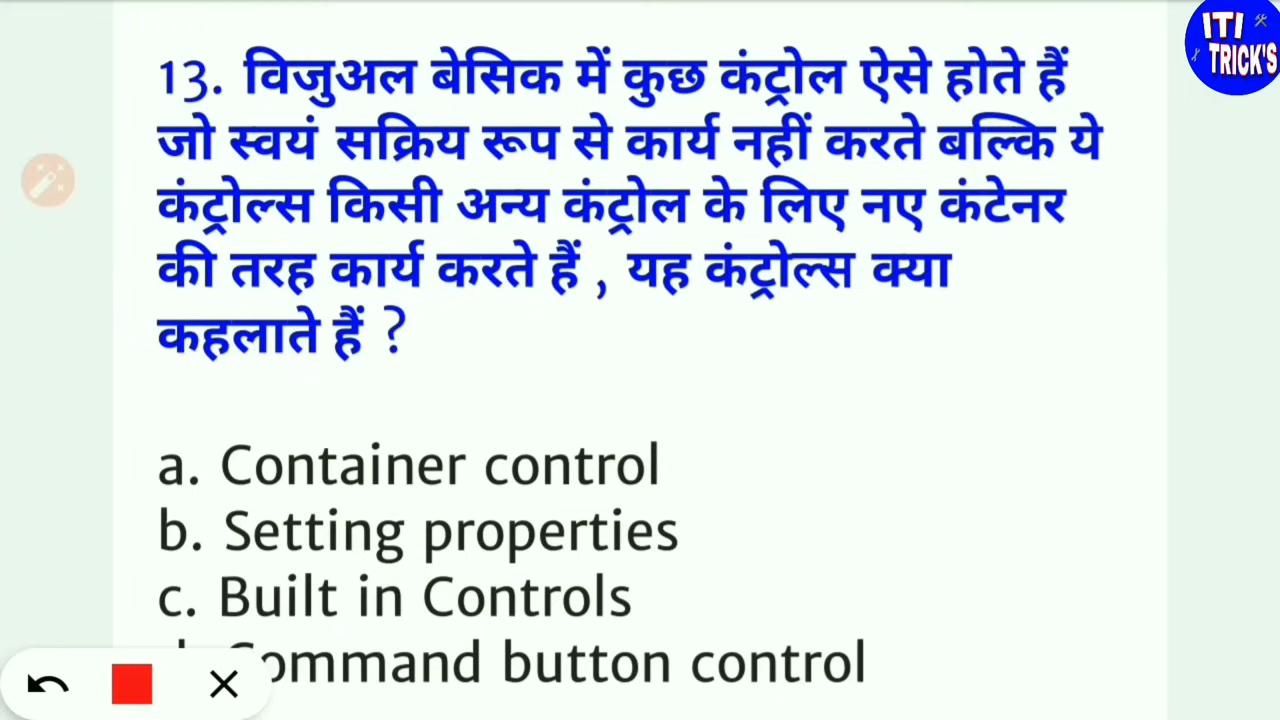 ITI
TRICK'S
13. विजुअल बेसिक में कुछ कंट्रोल ऐसे होते हैं
जो स्वयं सक्रिय रूप से कार्य नहीं करते बल्कि ये
कंट्रोल्स किसी अन्य कंट्रोल के लिए नए कंटेनर
की तरह कार्य करते हैं , यह कंट्रोल्स क्या
कहलाते हैं ?
a. Container control
b. Setting properties
c. Built in Controls
Command button control